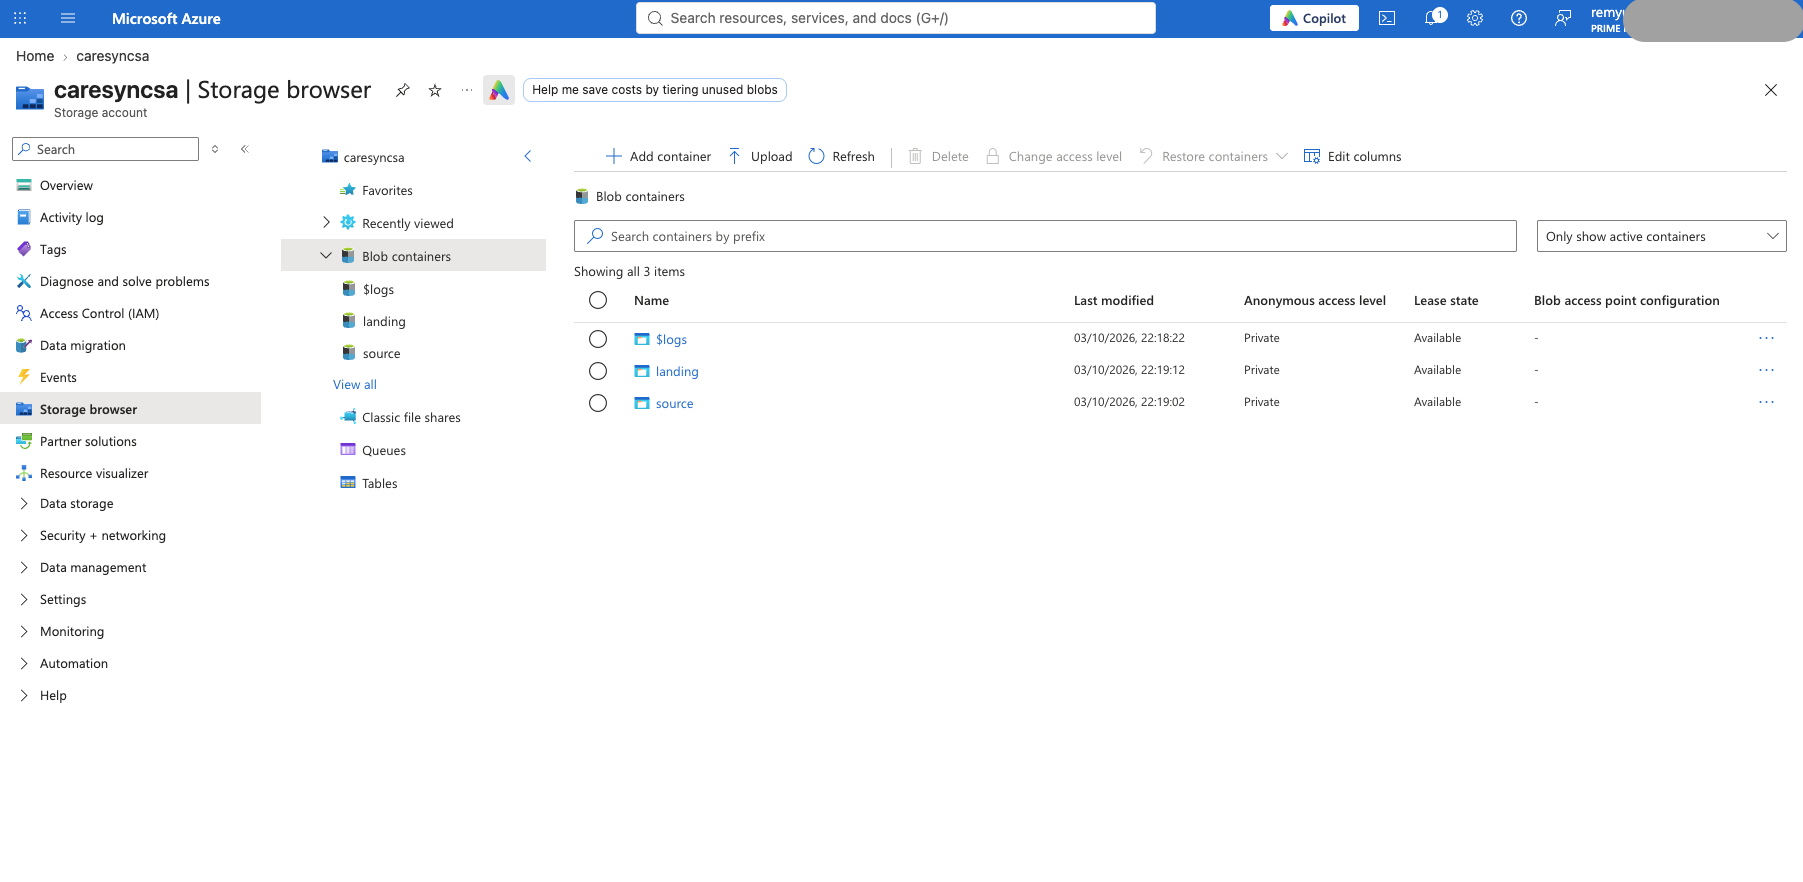 Microsoft Azure
Search resources, services, and docs (G+/)
Copilot
1
PRIME
Home > caresyncsa
caresyncsa | Storage browser
Storage account
Help me save costs by tiering unused blobs
Search
Overview
Activity log
Tags
Diagnose and solve problems
Access Control (IAM)
Data migration
Events
Storage browser
Partner solutions
Resource visualizer
Data storage
Security + networking
Data management
Settings
Monitoring
Automation
Help
caresyncsa
Favorites
Recently viewed
Blob containers
$logs
landing
source
View all
Classic file shares
Queues
Tables
Add container Upload Refresh Delete Change access level Restore containers Edit columns
Blob containers
Search containers by prefix
Only show active containers
Showing all 3 items
Name Last modified Anonymous access level Lease state Blob access point configuration
$logs 03/10/2026, 22:18:22 Private Available -
landing 03/10/2026, 22:19:12 Private Available -
source 03/10/2026, 22:19:02 Private Available -